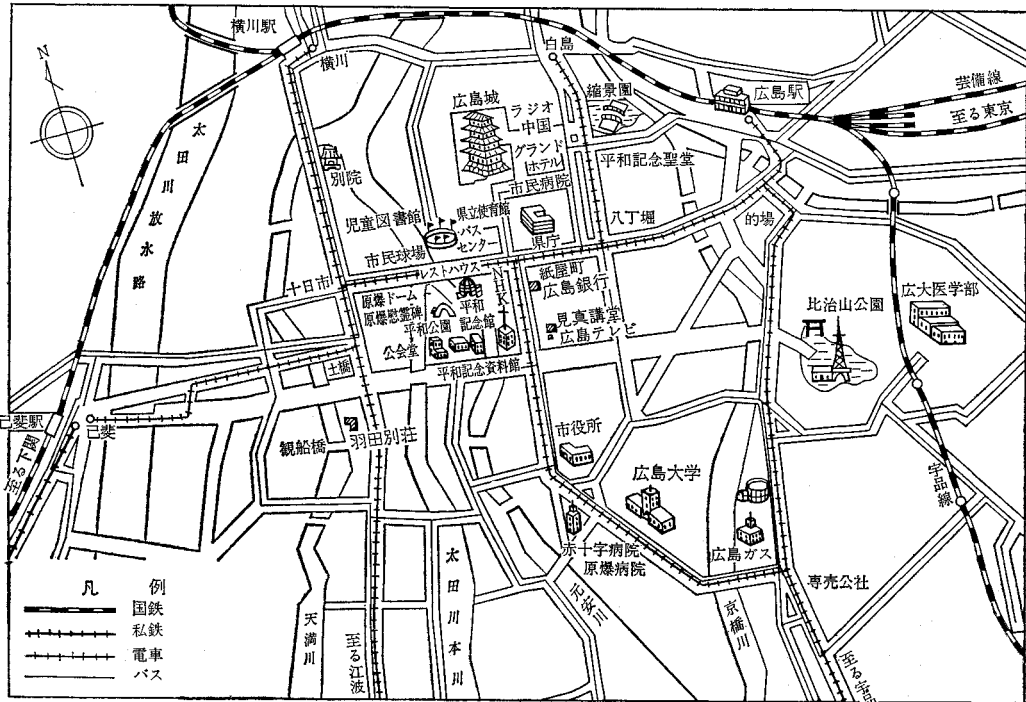 N
横川駅
横川
白島
縮景園
広島駅
芸備線
至る東京
太田川放水路
広島城
ラジオ
中国
グランド
ホテル
平和記念聖堂
別院
市民病院
児童図書館
県立体育館
バス
センター
県庁
八丁堀
的場
市民球場
レストハウス
十日市
NHK
紙屋町
広島銀行
原爆ドーム
原爆慰霊碑
平和
記念館
平和公園
公会堂
見真講堂
広島テレビ
比治山公園
広大医学部
土橋
平和記念資料館
己斐駅
己斐
至る下関
観船橋
羽田別荘
市役所
広島大学
宇品線
赤十字病院
原爆病院
広島ガス
専売公社
天満川
至る江波
太田川本川
元安川
京橋川
至る宇品
凡例
国鉄
私鉄
電車
バス